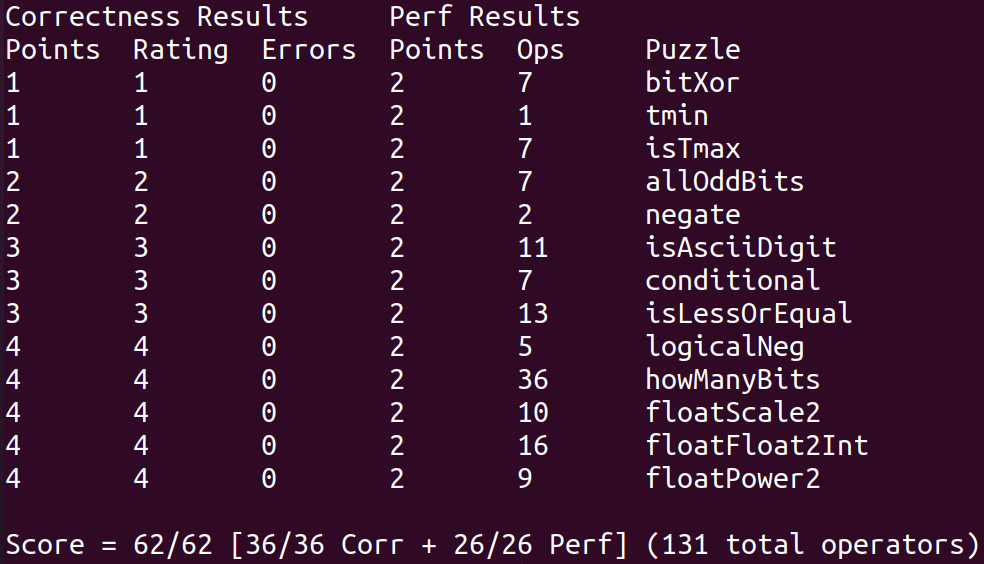 Correctness Results Perf Results
Points Rating Errors Points Ops Puzzle
1 1 0 2 7 bitXor
1 1 0 2 1 tmin
1 1 0 2 7 isTmax
2 2 0 2 7 allOddBits
2 2 0 2 2 negate
3 3 0 2 11 isAsciiDigit
3 3 0 2 7 conditional
3 3 0 2 13 isLessOrEqual
4 4 0 2 5 logicalNeg
4 4 0 2 36 howManyBits
4 4 0 2 10 floatScale2
4 4 0 2 16 floatFloat2Int
4 4 0 2 9 floatPower2
Score = 62/62 [36/36 Corr + 26/26 Perf] (131 total operators)